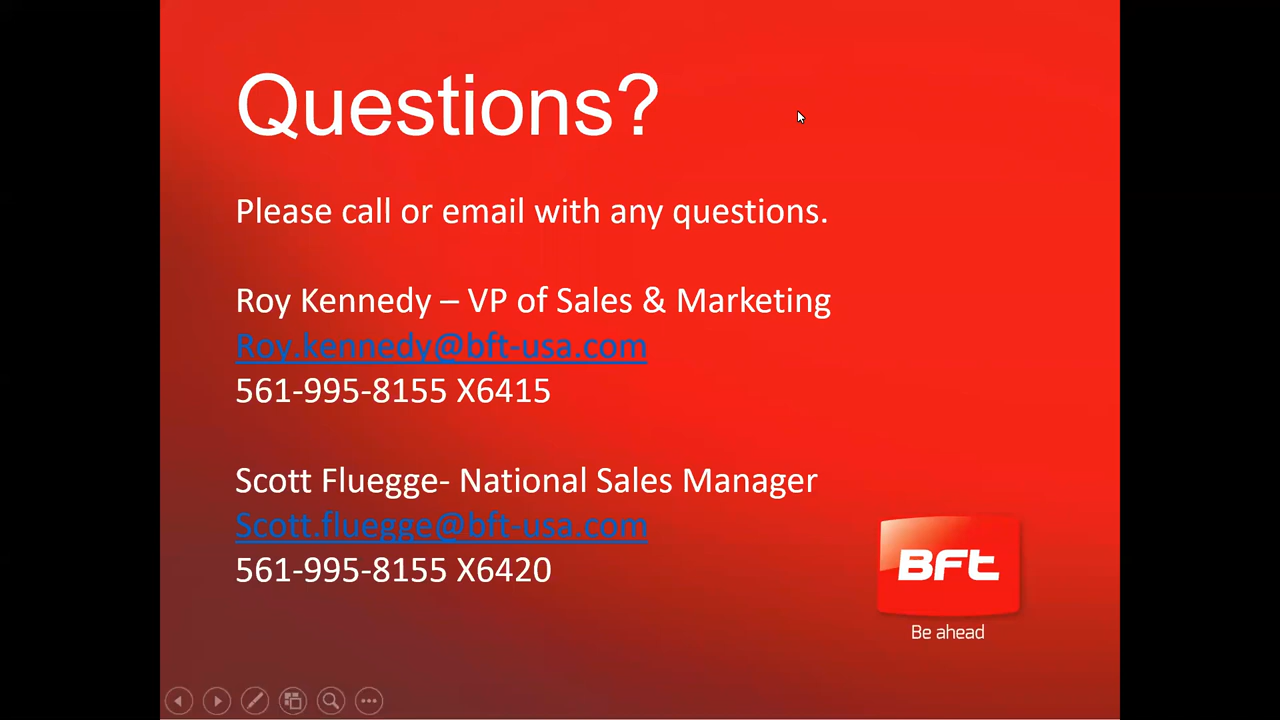 Questions?
Please call or email with any questions.
Roy Kennedy – VP of Sales & Marketing
Roy.kennedy@bft-usa.com
561-995-8155 X6415
Scott Fluegge- National Sales Manager
Scott.fluegge@bft-usa.com
561-995-8155 X6420
BFt
Be ahead